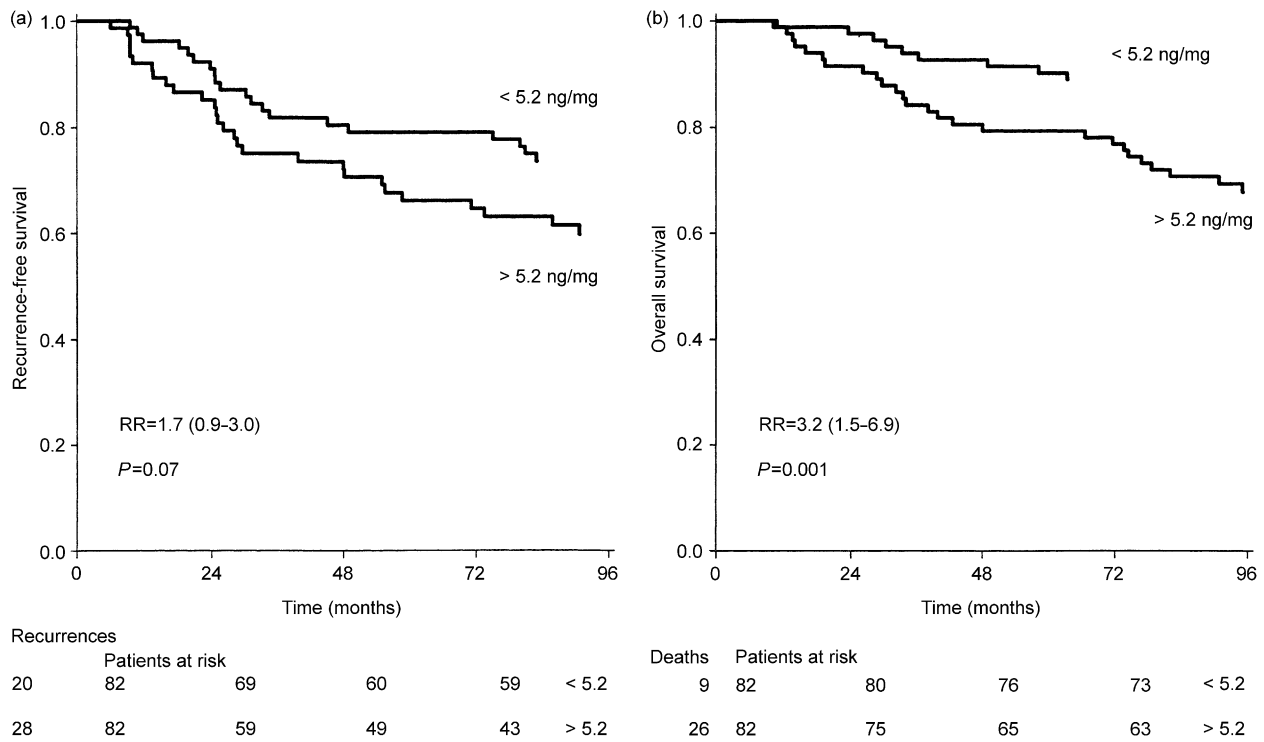 (a)
1.0
0.8
0.6
0.4
0.2
0.0
Recurrence-free survival
< 5.2 ng/mg
> 5.2 ng/mg
RR=1.7 (0.9–3.0)
P=0.07
0 24 48 72 96
Time (months)
Recurrences
Patients at risk
20 82 69 60 59 < 5.2
28 82 59 49 43 > 5.2
(b)
1.0
0.8
0.6
0.4
0.2
0.0
Overall survival
< 5.2 ng/mg
> 5.2 ng/mg
RR=3.2 (1.5–6.9)
P=0.001
0 24 48 72 96
Time (months)
Deaths Patients at risk
9 82 80 76 73 < 5.2
26 82 75 65 63 > 5.2